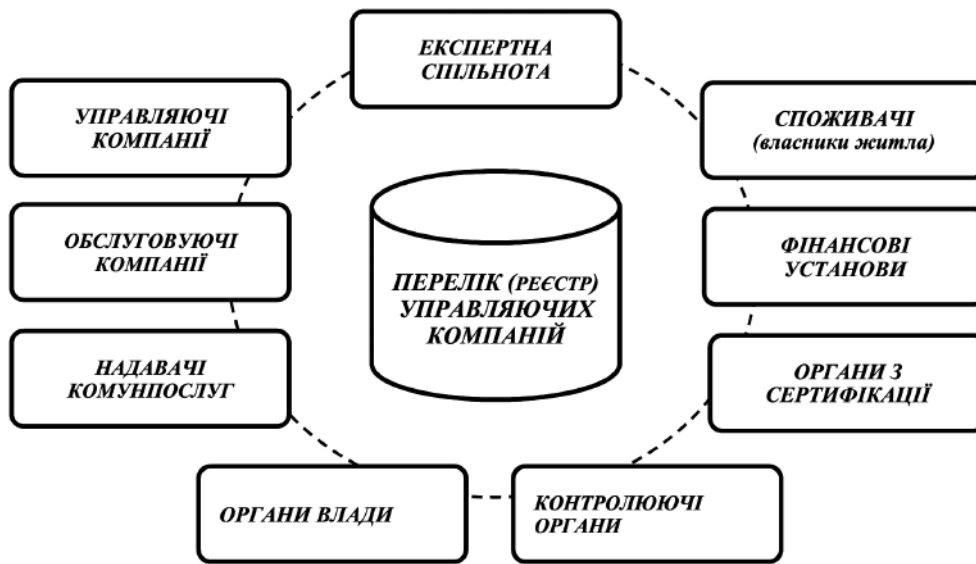 ЕКСПЕРТНА
СПІЛЬНОТА
УПРАВЛЯЮЧІ
КОМПАНІЇ
СПОЖИВАЧІ
(власники житла)
ОБСЛУГОВУЮЧІ
КОМПАНІЇ
ФІНАНСОВІ
УСТАНОВИ
ПЕРЕЛІК (РЕЄСТР)
УПРАВЛЯЮЧИХ
КОМПАНІЙ
НАДАВАЧІ
КОМУНПОСЛУГ
ОРГАНИ З
СЕРТИФІКАЦІЇ
ОРГАНИ ВЛАДИ
КОНТРОЛЮЮЧІ
ОРГАНИ